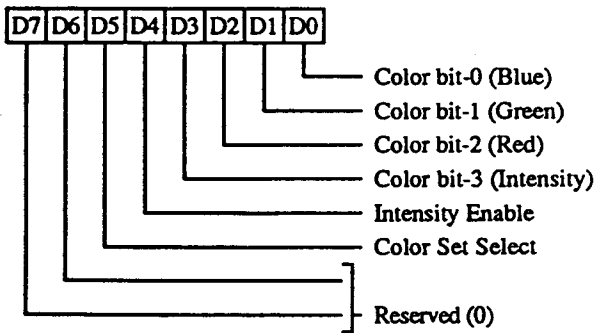 D7 D6 D5 D4 D3 D2 D1 D0
Color bit-0 (Blue)
Color bit-1 (Green)
Color bit-2 (Red)
Color bit-3 (Intensity)
Intensity Enable
Color Set Select
Reserved (0)